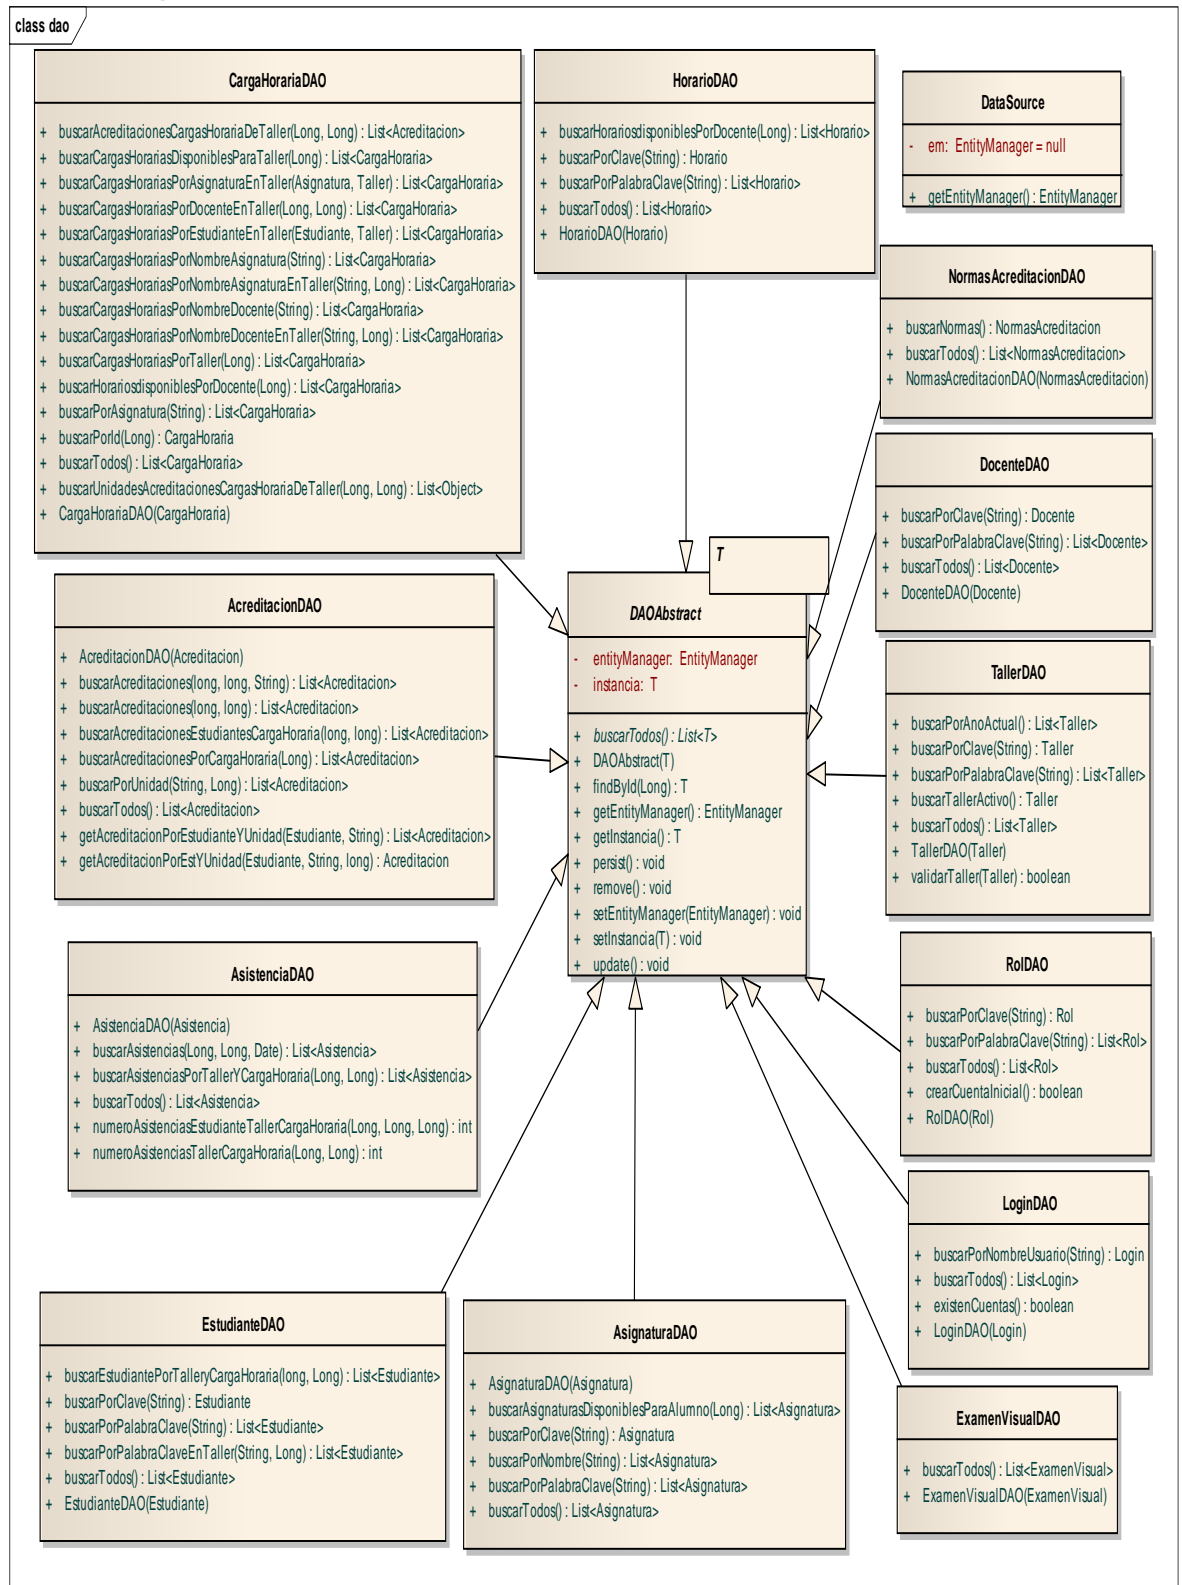 class dao
CargaHorariaDAO
+ buscarAcreditacionesCargasHorariaDeTaller(Long, Long) : List<Acreditacion>
+ buscarCargasHorariasDisponiblesParaTaller(Long) : List<CargaHoraria>
+ buscarCargasHorariasPorAsignaturaEnTaller(Asignatura, Taller) : List<CargaHoraria>
+ buscarCargasHorariasPorDocenteEnTaller(Long, Long) : List<CargaHoraria>
+ buscarCargasHorariasPorEstudianteEnTaller(Estudiante, Taller) : List<CargaHoraria>
+ buscarCargasHorariasPorNombreAsignatura(String) : List<CargaHoraria>
+ buscarCargasHorariasPorNombreAsignaturaEnTaller(String, Long) : List<CargaHoraria>
+ buscarCargasHorariasPorNombreDocente(String) : List<CargaHoraria>
+ buscarCargasHorariasPorNombreDocenteEnTaller(String, Long) : List<CargaHoraria>
+ buscarCargasHorariasPorTaller(Long) : List<CargaHoraria>
+ buscarHorariosdisponiblesPorDocente(Long) : List<CargaHoraria>
+ buscarPorAsignatura(String) : List<CargaHoraria>
+ buscarPorId(Long) : CargaHoraria
+ buscarTodos() : List<CargaHoraria>
+ buscarUnidadesAcreditacionesCargasHorariaDeTaller(Long, Long) : List<Object>
+ CargaHorariaDAO(CargaHoraria)
HorarioDAO
+ buscarHorariosdisponiblesPorDocente(Long) : List<Horario>
+ buscarPorClave(String) : Horario
+ buscarPorPalabraClave(String) : List<Horario>
+ buscarTodos() : List<Horario>
+ HorarioDAO(Horario)
DataSource
- em: EntityManager = null
+ getEntityManager() : EntityManager
NormasAcreditacionDAO
+ buscarNormas() : NormasAcreditacion
+ buscarTodos() : List<NormasAcreditacion>
+ NormasAcreditacionDAO(NormasAcreditacion)
DocenteDAO
+ buscarPorClave(String) : Docente
+ buscarPorPalabraClave(String) : List<Docente>
+ buscarTodos() : List<Docente>
+ DocenteDAO(Docente)
T
DAOAbstract
- entityManager: EntityManager
- instancia: T
+ buscarTodos() : List<T>
+ DAOAbstract(T)
+ findById(Long) : T
+ getEntityManager() : EntityManager
+ getInstancia() : T
+ persist() : void
+ remove() : void
+ setEntityManager(EntityManager) : void
+ setInstancia(T) : void
+ update() : void
AcreditacionDAO
+ AcreditacionDAO(Acreditacion)
+ buscarAcreditaciones(long, long, String) : List<Acreditacion>
+ buscarAcreditaciones(long, long) : List<Acreditacion>
+ buscarAcreditacionesEstudiantesCargaHoraria(long, long) : List<Acreditacion>
+ buscarAcreditacionesPorCargaHoraria(Long) : List<Acreditacion>
+ buscarPorUnidad(String, Long) : List<Acreditacion>
+ buscarTodos() : List<Acreditacion>
+ getAcreditacionPorEstudianteYUnidad(Estudiante, String) : List<Acreditacion>
+ getAcreditacionPorEstYUnidad(Estudiante, String, long) : Acreditacion
TallerDAO
+ buscarPorAnoActual() : List<Taller>
+ buscarPorClave(String) : Taller
+ buscarPorPalabraClave(String) : List<Taller>
+ buscarTallerActivo() : Taller
+ buscarTodos() : List<Taller>
+ TallerDAO(Taller)
+ validarTaller(Taller) : boolean
AsistenciaDAO
+ AsistenciaDAO(Asistencia)
+ buscarAsistencias(Long, Long, Date) : List<Asistencia>
+ buscarAsistenciasPorTallerYCargaHoraria(Long, Long) : List<Asistencia>
+ buscarTodos() : List<Asistencia>
+ numeroAsistenciasEstudianteTallerCargaHoraria(Long, Long, Long) : int
+ numeroAsistenciasTallerCargaHoraria(Long, Long) : int
RolDAO
+ buscarPorClave(String) : Rol
+ buscarPorPalabraClave(String) : List<Rol>
+ buscarTodos() : List<Rol>
+ crearCuentaInicial() : boolean
+ RolDAO(Rol)
LoginDAO
+ buscarPorNombreUsuario(String) : Login
+ buscarTodos() : List<Login>
+ existenCuentas() : boolean
+ LoginDAO(Login)
EstudianteDAO
+ buscarEstudiantePorTalleryCargaHoraria(long, Long) : List<Estudiante>
+ buscarPorClave(String) : Estudiante
+ buscarPorPalabraClave(String) : List<Estudiante>
+ buscarPorPalabraClaveEnTaller(String, Long) : List<Estudiante>
+ buscarTodos() : List<Estudiante>
+ EstudianteDAO(Estudiante)
AsignaturaDAO
+ AsignaturaDAO(Asignatura)
+ buscarAsignaturasDisponiblesParaAlumno(Long) : List<Asignatura>
+ buscarPorClave(String) : Asignatura
+ buscarPorNombre(String) : List<Asignatura>
+ buscarPorPalabraClave(String) : List<Asignatura>
+ buscarTodos() : List<Asignatura>
ExamenVisualDAO
+ buscarTodos() : List<ExamenVisual>
+ ExamenVisualDAO(ExamenVisual)